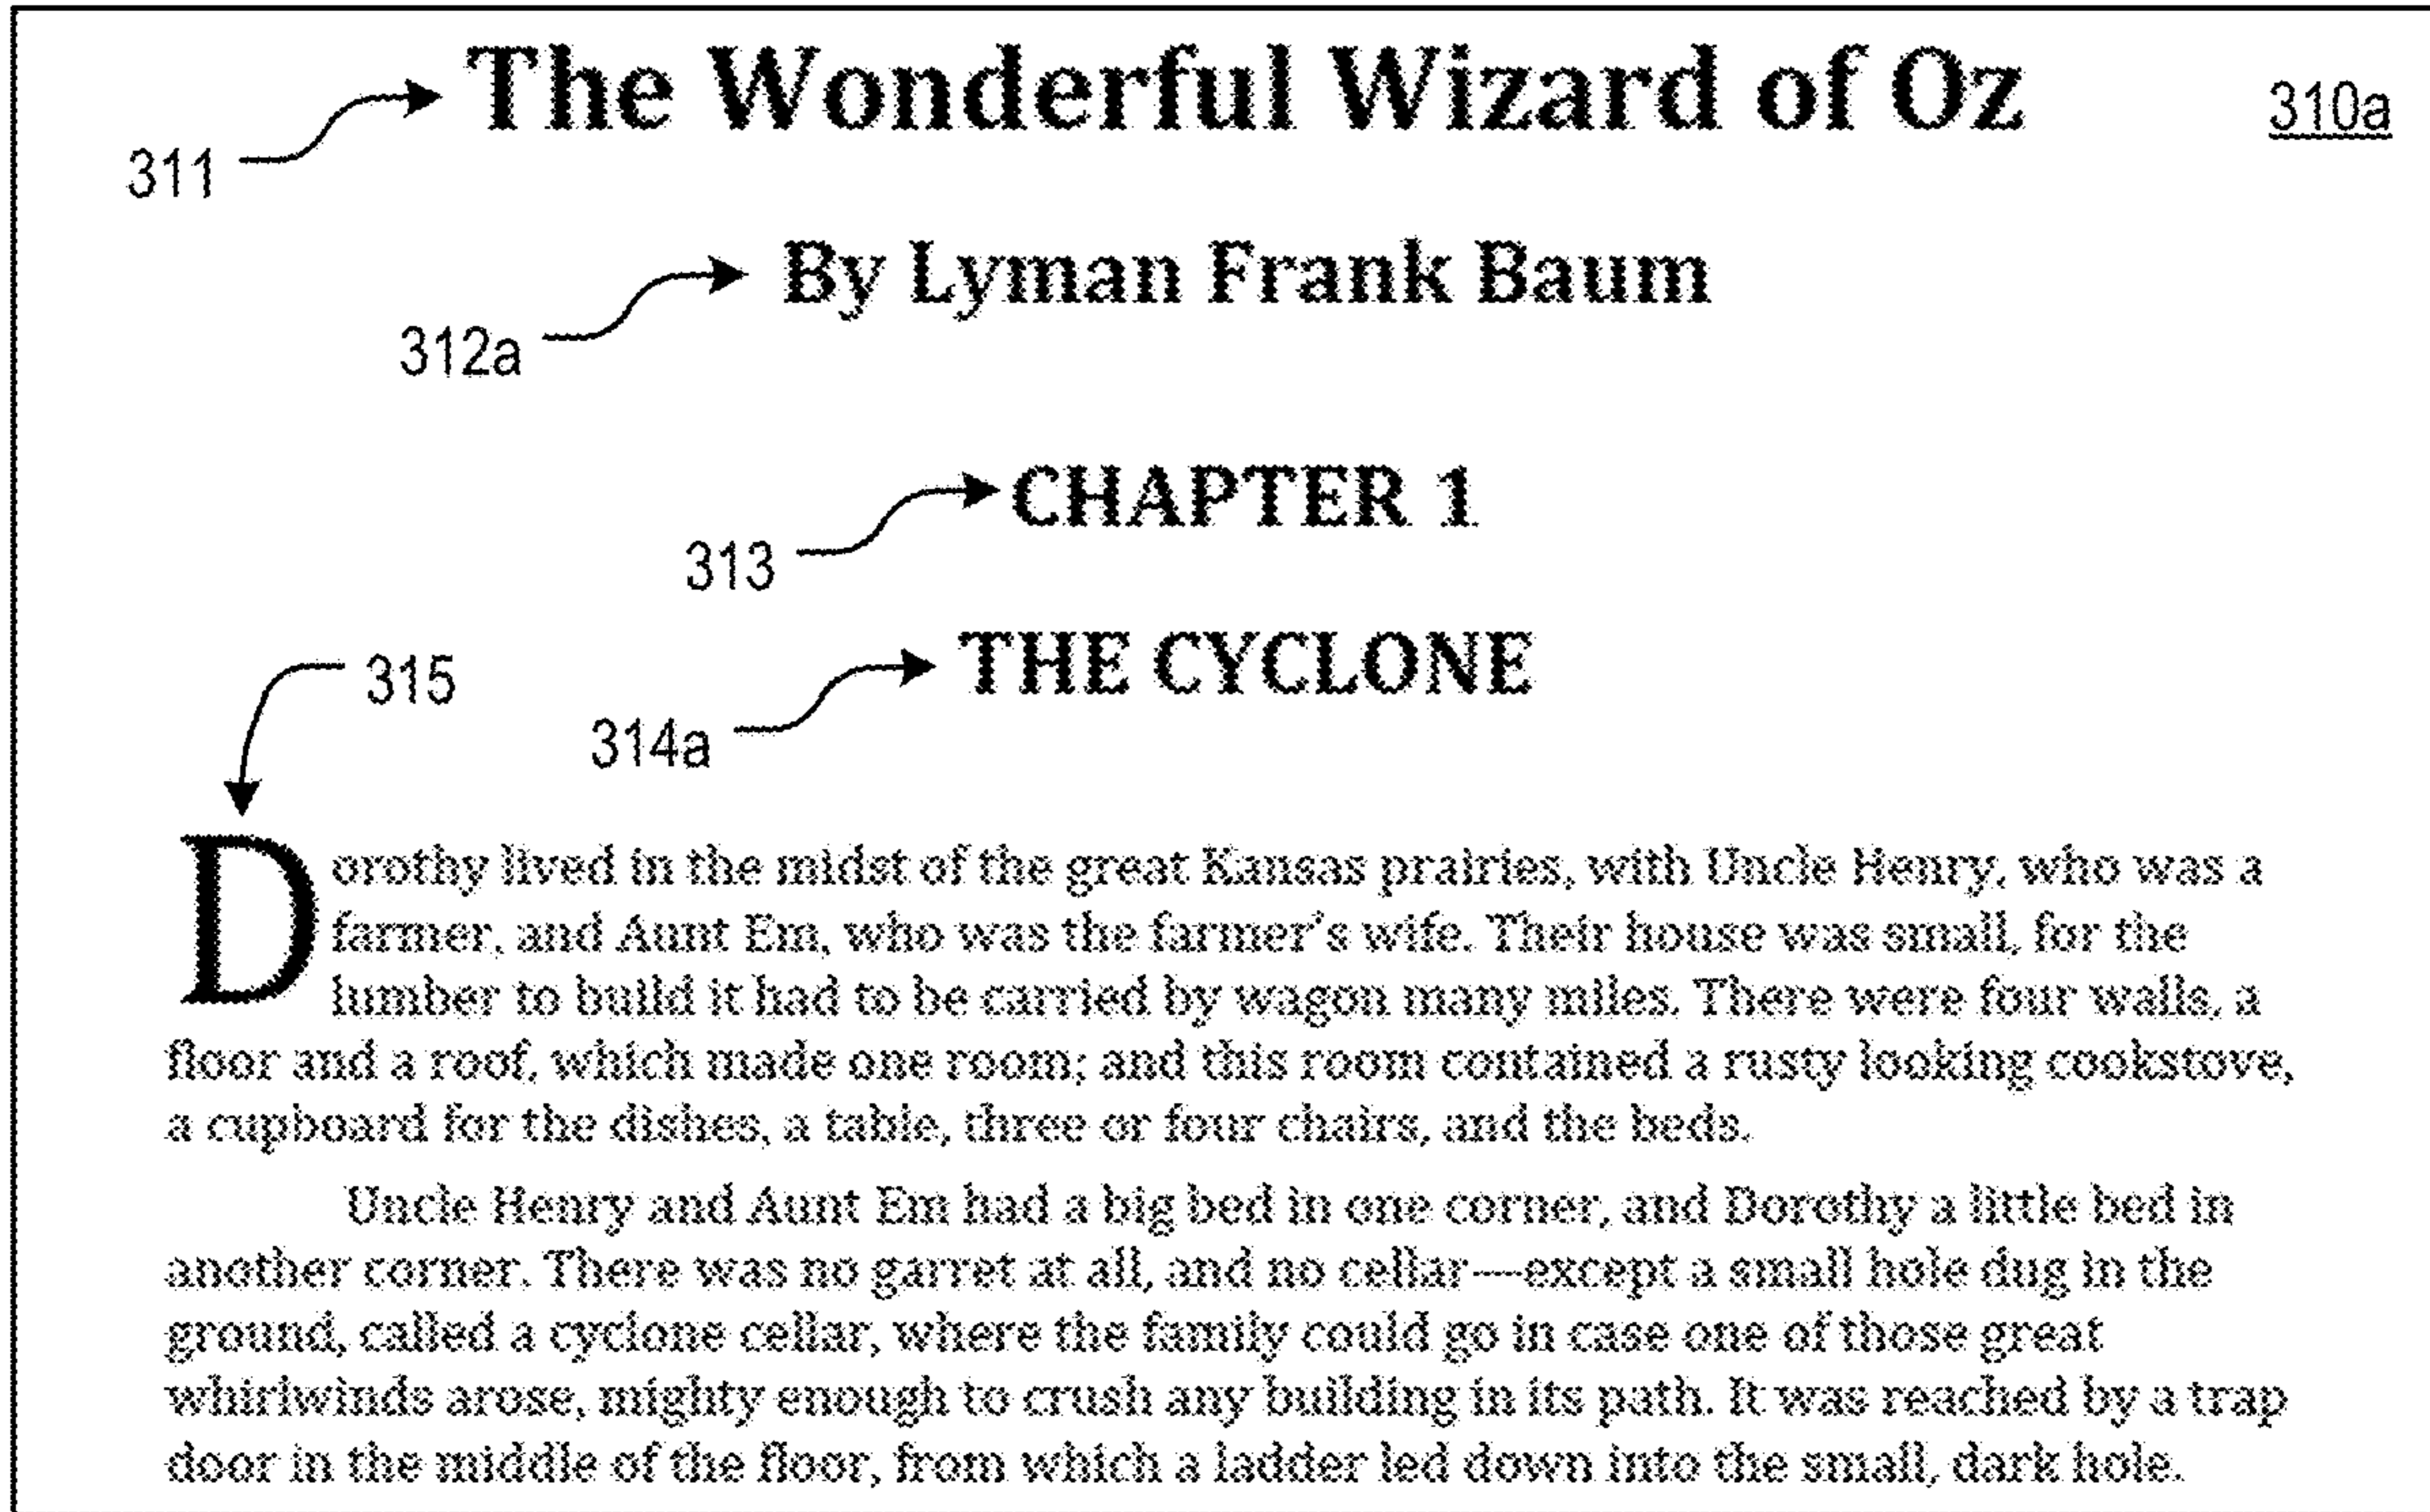 The Wonderful Wizard of Oz
310a
311
By Lyman Frank Baum
312a
CHAPTER 1
313
THE CYCLONE
315
314a
Dorothy lived in the midst of the great Kansas prairies, with Uncle Henry, who was a
farmer, and Aunt Em, who was the farmer's wife. Their house was small, for the
lumber to build it had to be carried by wagon many miles. There were four walls, a
floor and a roof, which made one room; and this room contained a rusty looking cookstove,
a cupboard for the dishes, a table, three or four chairs, and the beds.
Uncle Henry and Aunt Em had a big bed in one corner, and Dorothy a little bed in
another corner. There was no garret at all, and no cellar—except a small hole dug in the
ground, called a cyclone cellar, where the family could go in case one of those great
whirlwinds arose, mighty enough to crush any building in its path. It was reached by a trap
door in the middle of the floor, from which a ladder led down into the small, dark hole.